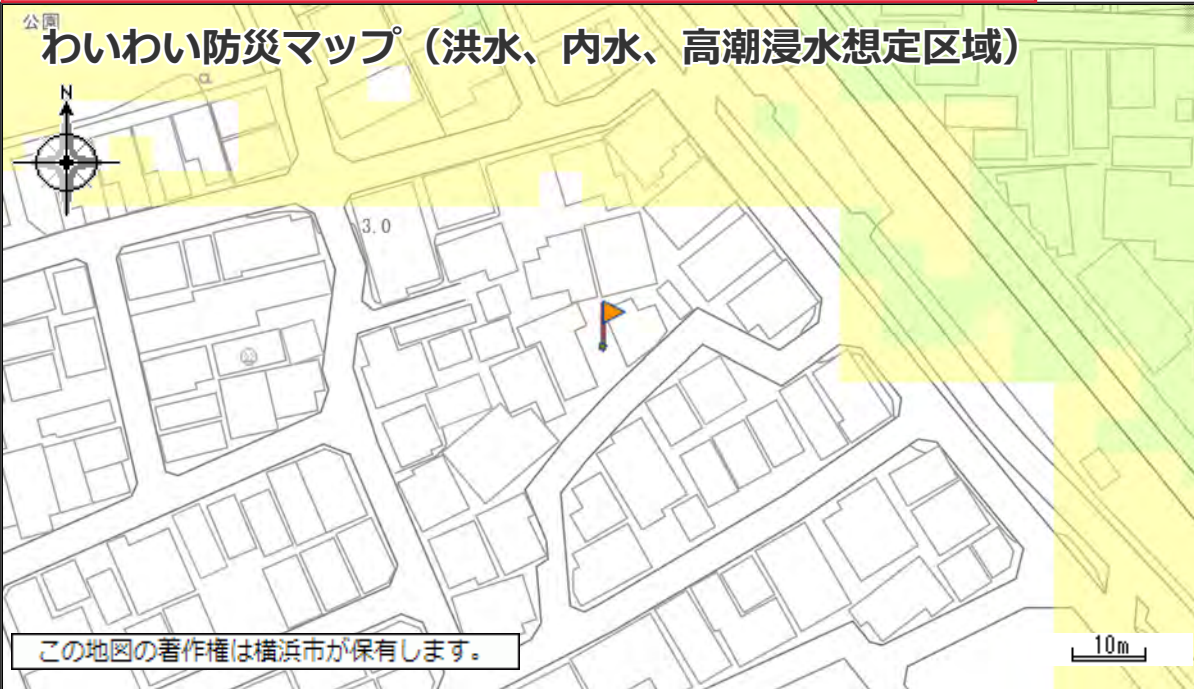 公園
わいわい防災マップ（洪水、内水、高潮浸水想定区域）
N
3.0
この地図の著作権は横浜市が保有します。
10m